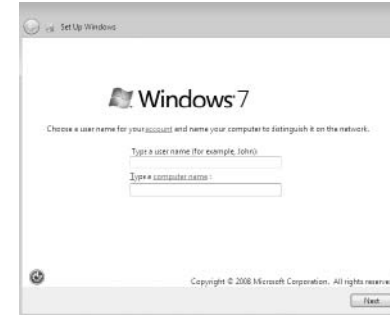 Set Up Windows
Windows 7
Choose a user name for your account and name your computer to distinguish it on the network.
Type a user name (for example, John):
Type a computer name:
Copyright © 2008 Microsoft Corporation. All rights reserve
Next